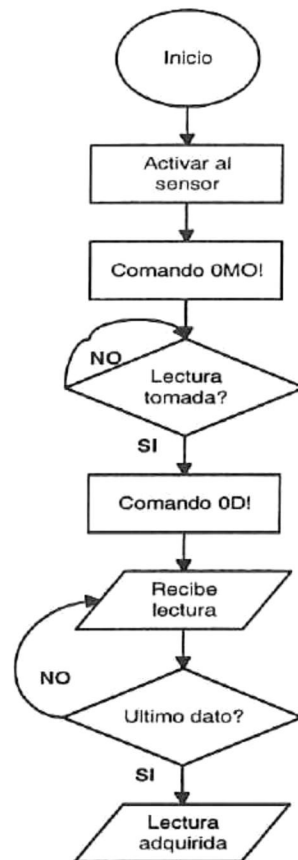 Inicio
Activar al
sensor
Comando 0MO!
NO
Lectura
tomada?
SI
Comando 0D!
Recibe
lectura
NO
Ultimo dato?
SI
Lectura
adquirida